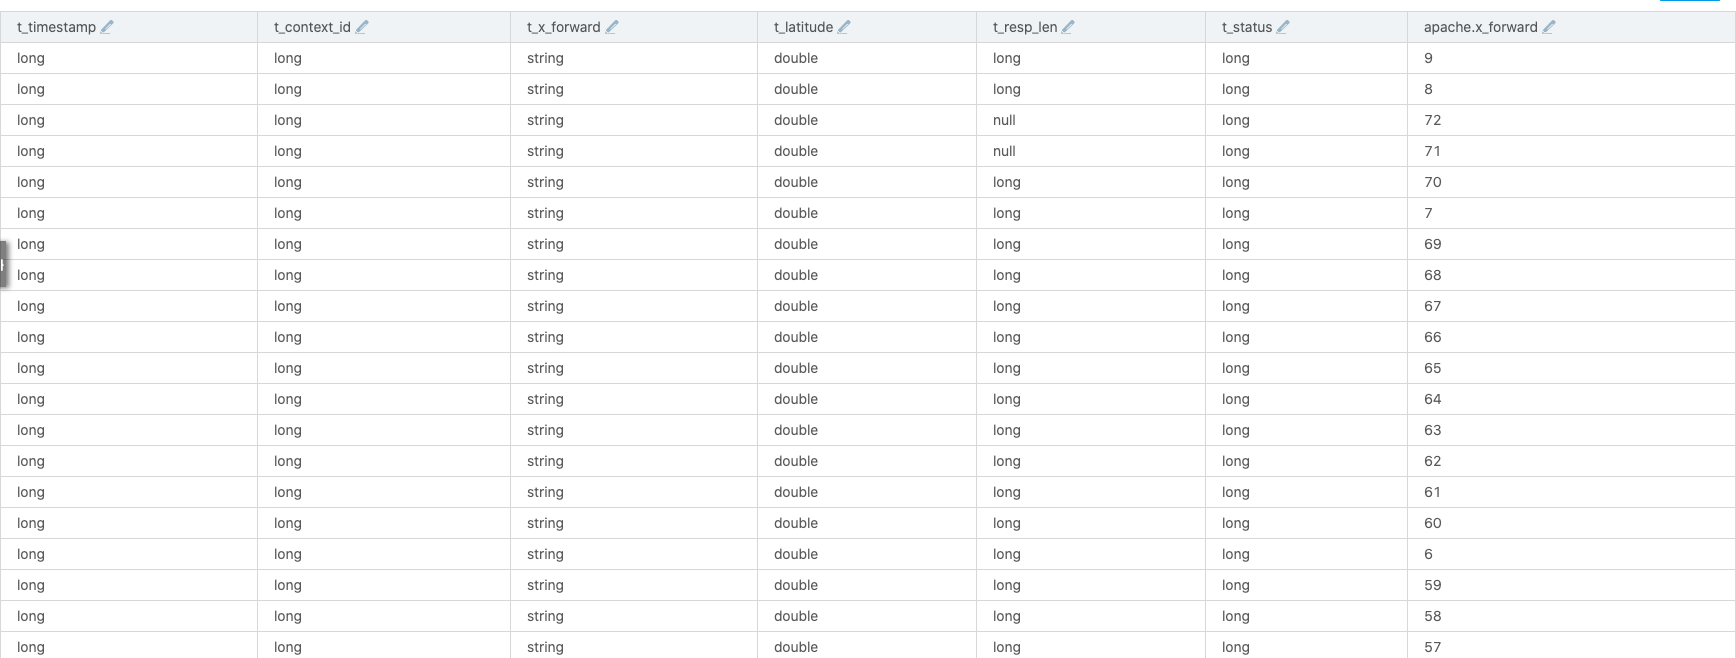 t_timestamp t_context_id t_x_forward t_latitude t_resp_len t_status apache.x_forward
long long string double long long 9
long long string double long long 8
long long string double null long 72
long long string double null long 71
long long string double long long 70
long long string double long long 7
long long string double long long 69
long long string double long long 68
long long string double long long 67
long long string double long long 66
long long string double long long 65
long long string double long long 64
long long string double long long 63
long long string double long long 62
long long string double long long 61
long long string double long long 60
long long string double long long 6
long long string double long long 59
long long string double long long 58
long long string double long long 57